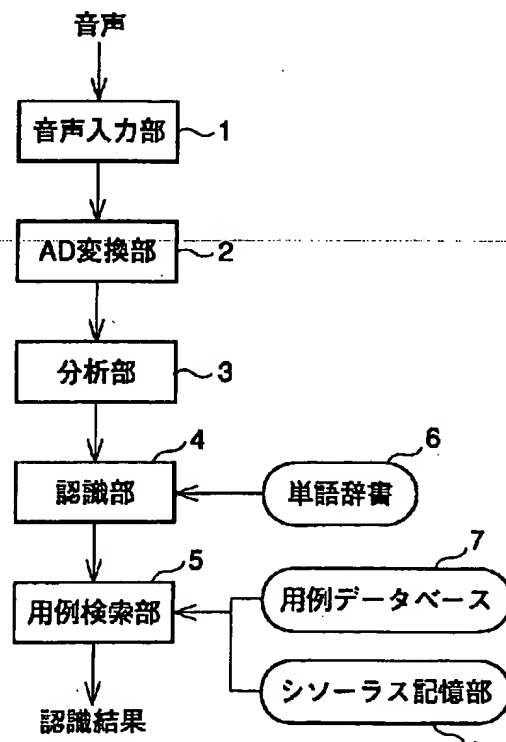 音声
音声入力部 1
AD変換部 2
分析部 3
4
認識部
6
単語辞書
5
用例検索部
7
用例データベース
シソーラス記憶部
認識結果